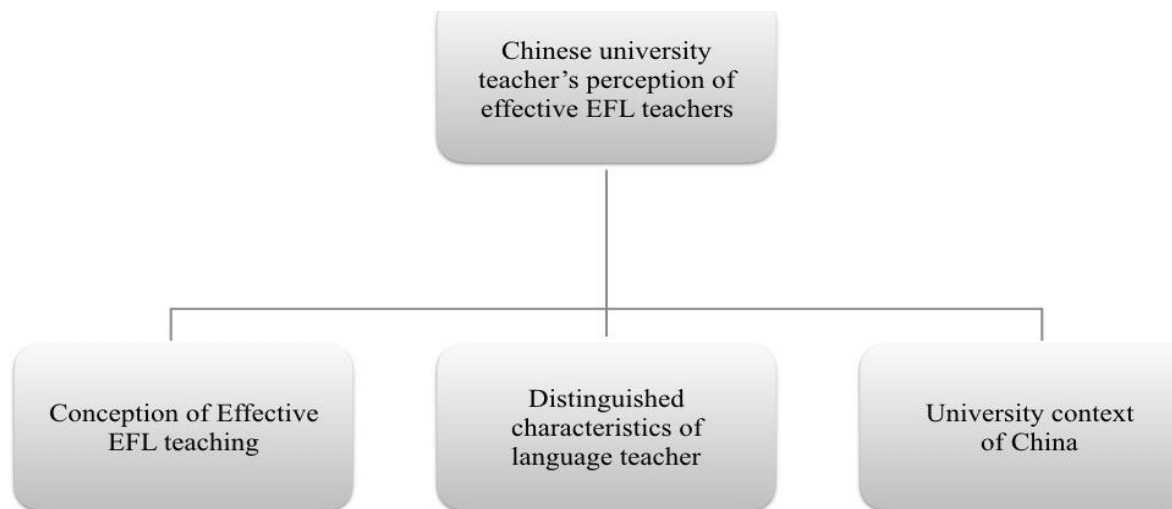 Chinese university
teacher’s perception of
effective EFL teachers
Conception of Effective
EFL teaching
Distinguished
characteristics of
language teacher
University context
of China